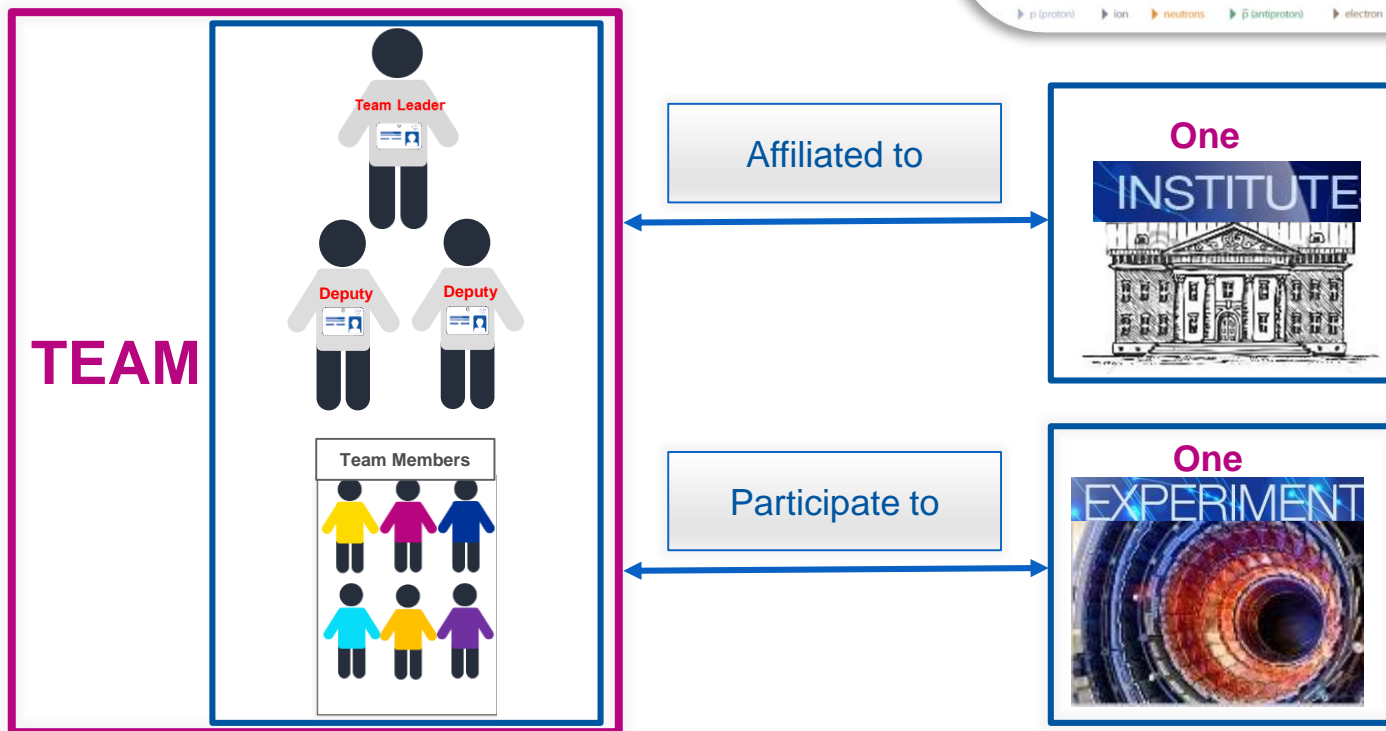 p (proton) ion neutrons p̅ (antiproton) electron
Team Leader
Deputy Deputy
TEAM
Team Members
Affiliated to
Participate to
One
INSTITUTE
One
EXPERIMENT